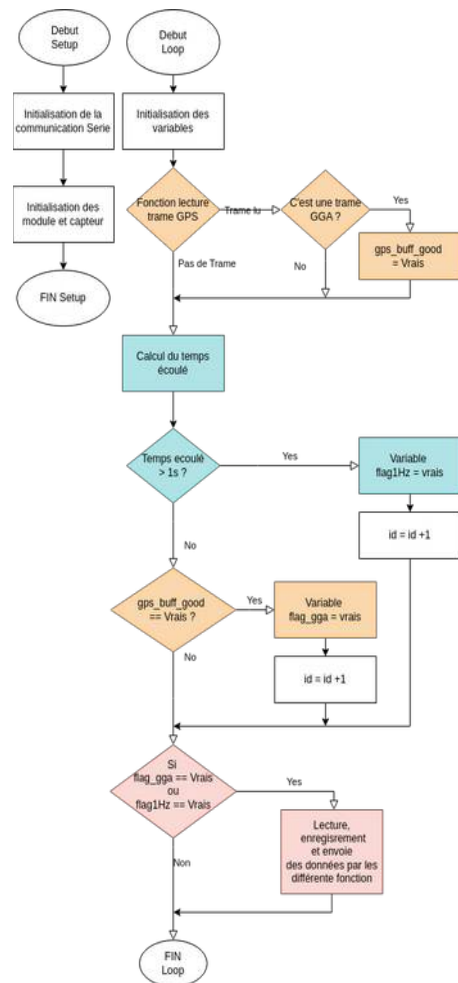 Debut
Setup
Initialisation de la
communication Serie
Initialisation des
module et capteur
FIN Setup
Debut
Loop
Initialisation des
variables
Fonction lecture
trame GPS
Trame lu
C'est une trame
GGA ?
Yes
gps_buff_good
= Vrais
No
Pas de Trame
Calcul du temps
écoulé
Temps ecoulé
> 1s ?
Yes
Variable
flag1Hz = vrais
id = id +1
No
gps_buff_good
== Vrais ?
Yes
Variable
flag_gga = vrais
id = id +1
No
Si
flag_gga == Vrais
ou
flag1Hz == Vrais
Yes
Lecture,
enregisrement
et envoie
des données par les
différente fonction
Non
FIN
Loop